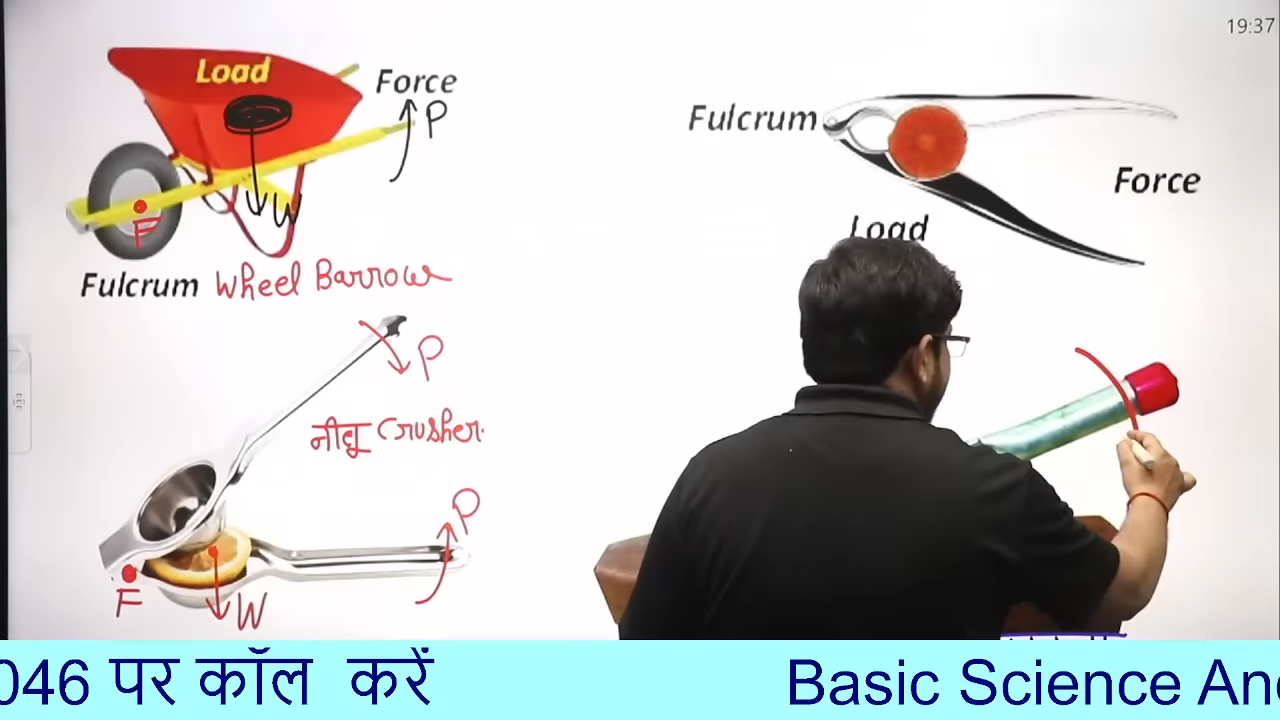 19:37
Load
Force
P
W
F
Fulcrum Wheel Barrow
P
नीबू Crusher.
P
F
W
Fulcrum
Force
Load
046 पर कॉल करें
Basic Science An